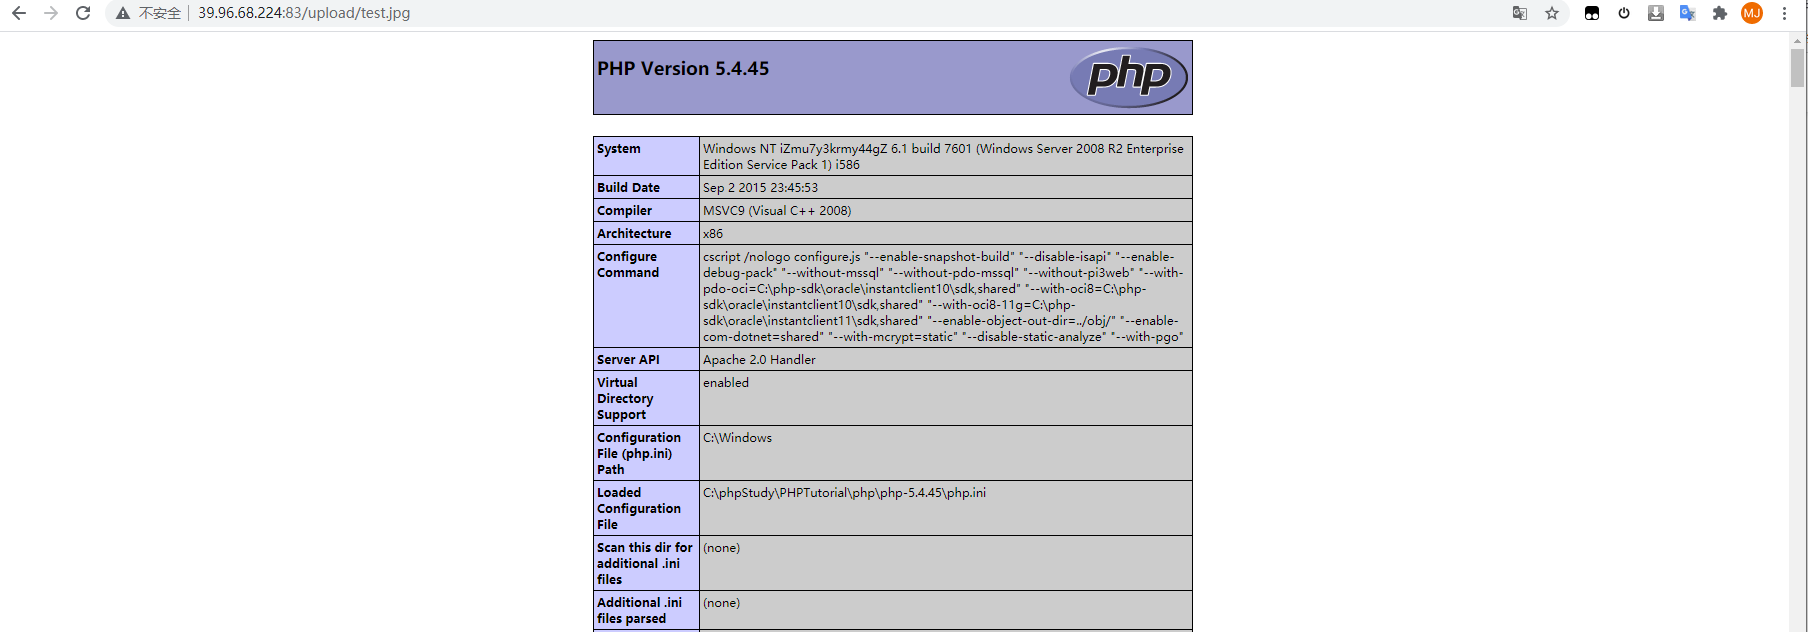 不安全 39.96.68.224:83/upload/test.jpg
MJ
PHP Version 5.4.45
php
System
Windows NT iZmu7y3krmy44gZ 6.1 build 7601 (Windows Server 2008 R2 Enterprise
Edition Service Pack 1) i586
Build Date
Sep 2 2015 23:45:53
Compiler
MSVC9 (Visual C++ 2008)
Architecture
x86
Configure
Command
cscript /nologo configure.js "--enable-snapshot-build" "--disable-isapi" "--enable-
debug-pack" "--without-mssql" "--without-pdo-mssql" "--without-pi3web" "--with-
pdo-oci=C:\php-sdk\oracle\instantclient10\sdk,shared" "--with-oci8=C:\php-
sdk\oracle\instantclient10\sdk,shared" "--with-oci8-11g=C:\php-
sdk\oracle\instantclient11\sdk,shared" "--enable-object-out-dir=../obj/" "--enable-
com-dotnet=shared" "--with-mcrypt=static" "--disable-static-analyze" "--with-pgo"
Server API
Apache 2.0 Handler
Virtual
Directory
Support
enabled
Configuration
File (php.ini)
Path
C:\Windows
Loaded
Configuration
File
C:\phpStudy\PHPTutorial\php\php-5.4.45\php.ini
Scan this dir for
additional .ini
files
(none)
Additional .ini
files parsed
(none)